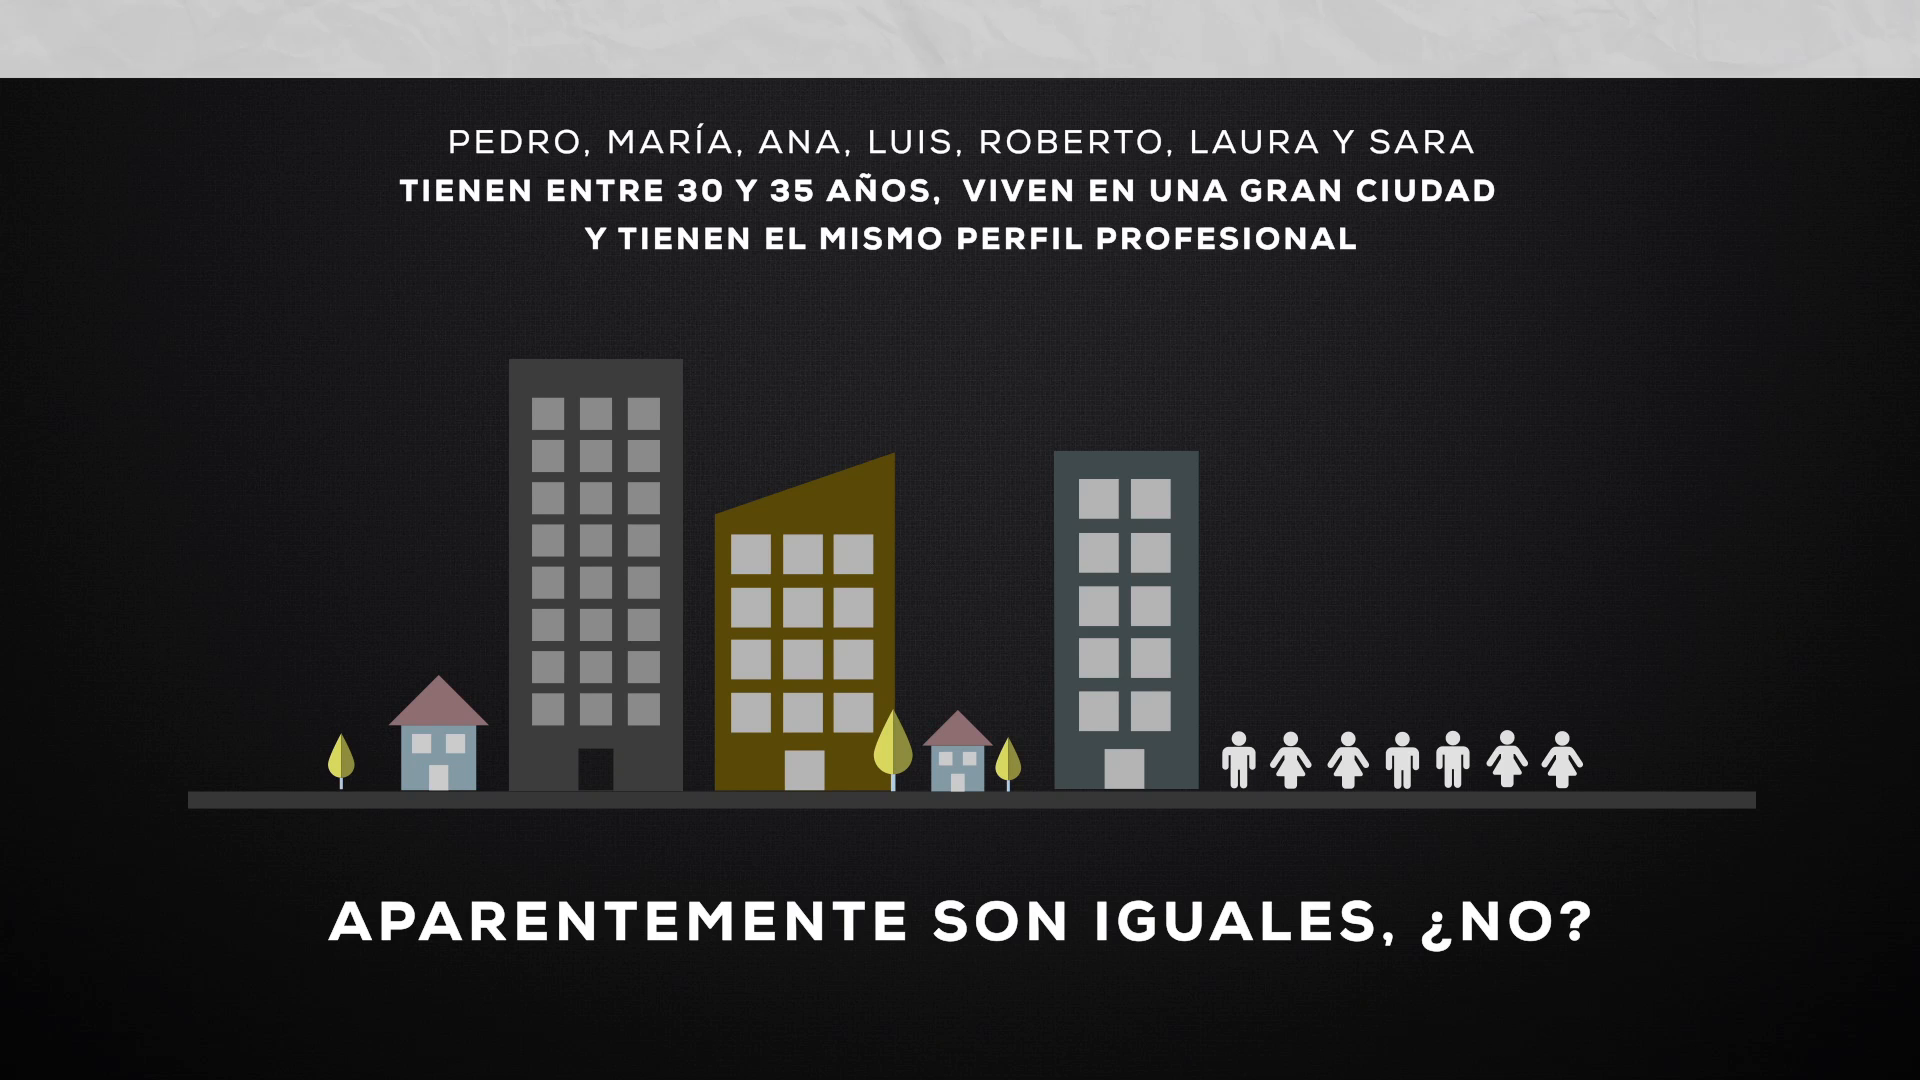 PEDRO, MARÍA, ANA, LUIS, ROBERTO, LAURA Y SARA
TIENEN ENTRE 30 Y 35 AÑOS, VIVEN EN UNA GRAN CIUDAD
Y TIENEN EL MISMO PERFIL PROFESIONAL
APARENTEMENTE SON IGUALES, ¿NO?